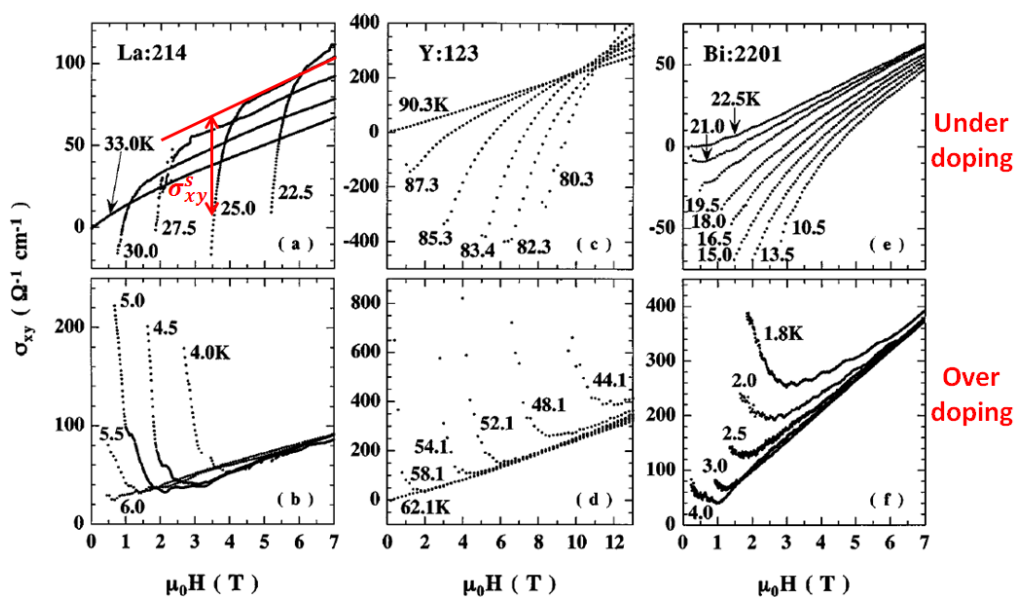 La:214
Y:123
Bi:2201
σxy ( Ω⁻¹ cm⁻¹ )
100
50
0
33.0K
σˢxy
30.0
27.5
25.0
22.5
( a )
400
200
0
-200
-400
90.3K
87.3
85.3
83.4
82.3
80.3
( c )
50
0
-50
22.5K
21.0
19.5
18.0
16.5
15.0
13.5
10.5
( e )
Under
doping
200
100
0
5.0
4.5
4.0K
5.5
6.0
( b )
0 1 2 3 4 5 6 7
μ₀H ( T )
800
600
400
200
0
44.1
48.1
52.1
54.1
58.1
62.1K
( d )
0 2 4 6 8 10 12
μ₀H ( T )
400
300
200
100
0
1.8K
2.0
2.5
3.0
4.0
( f )
0 1 2 3 4 5 6 7
μ₀H ( T )
Over
doping